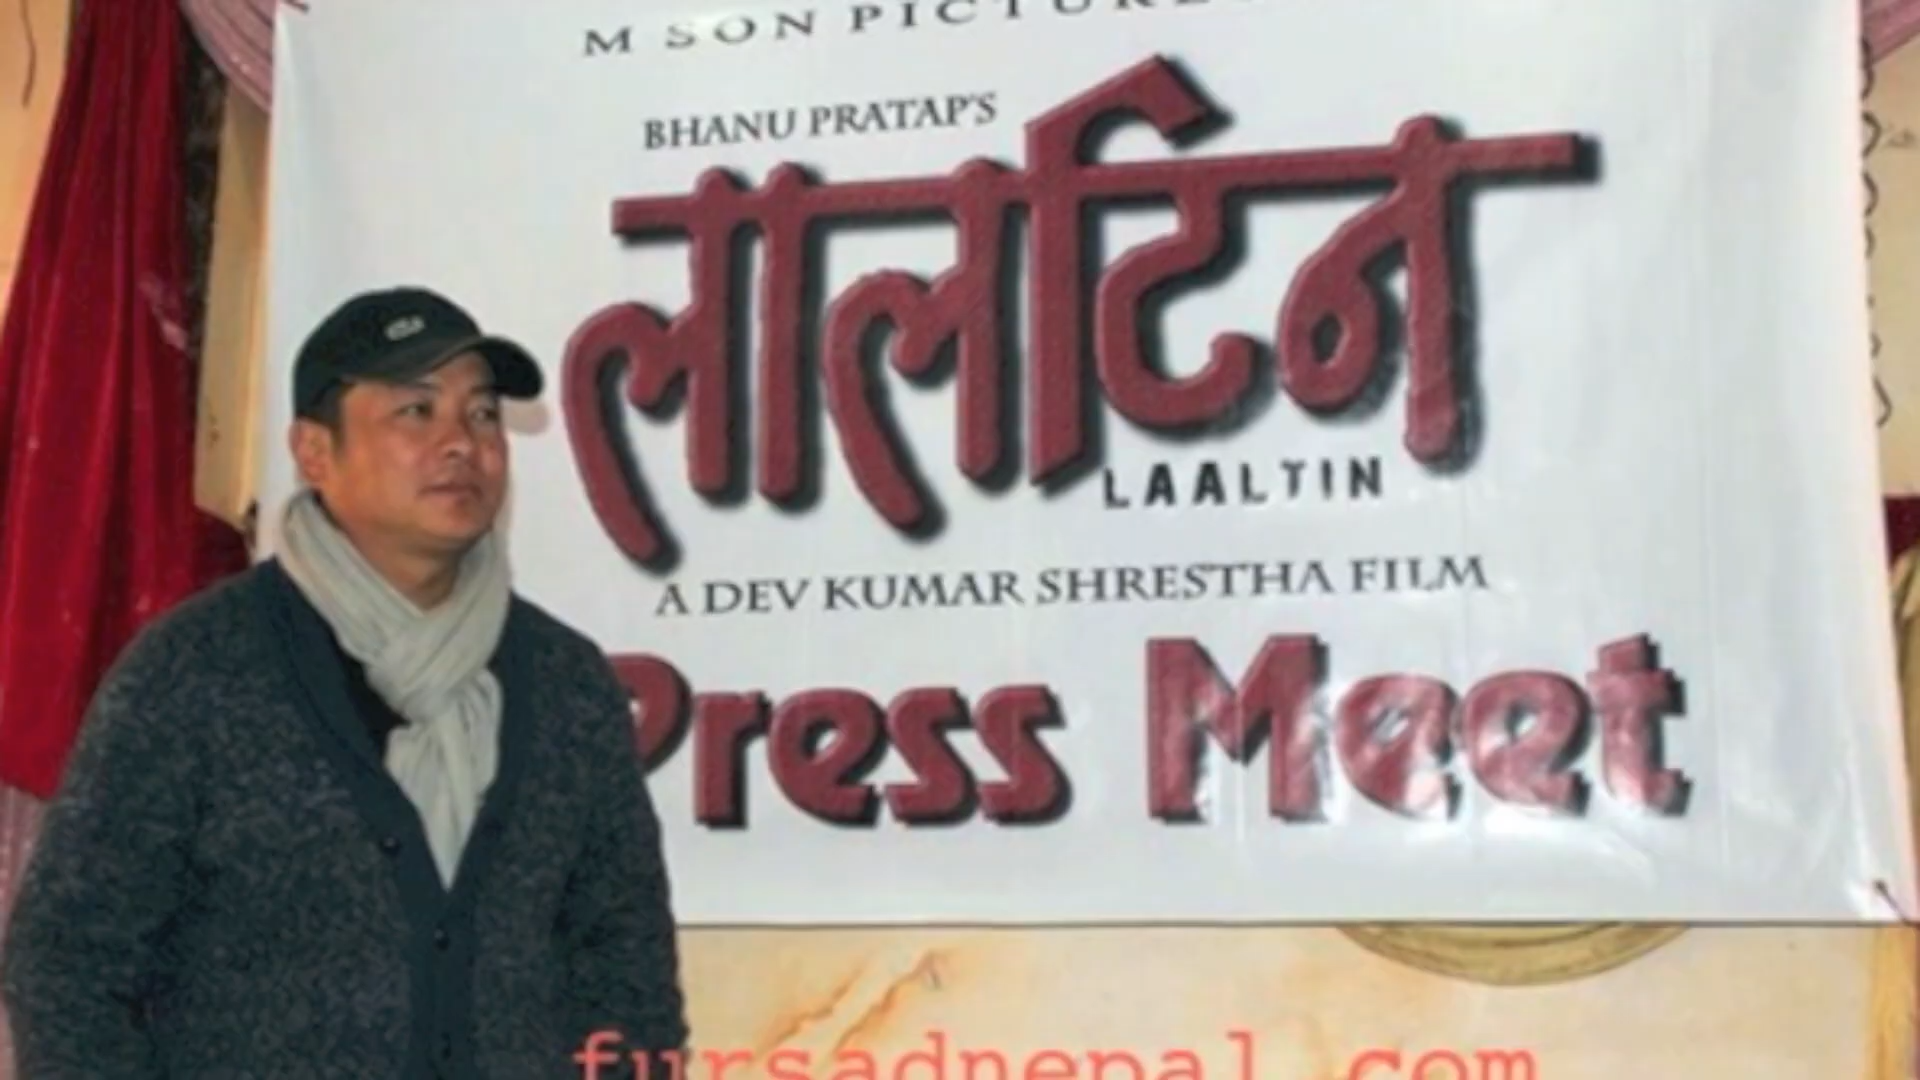 M SON PICTURES
BHANU PRATAP'S
लालटिन
LAALTIN
A DEV KUMAR SHRESTHA FILM
Press Meet
fursadnepal.com